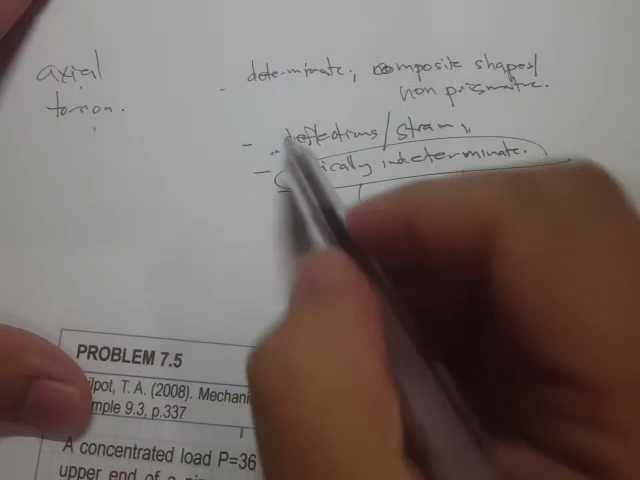 axial
torsion.
- determinate, composite shapes/
non prismatic.
- deflections/strain,
- ically indeterminate.
PROBLEM 7.5
ilpot, T. A. (2008). Mechani
mple 9.3, p.337
A concentrated load P=36
upper end of a